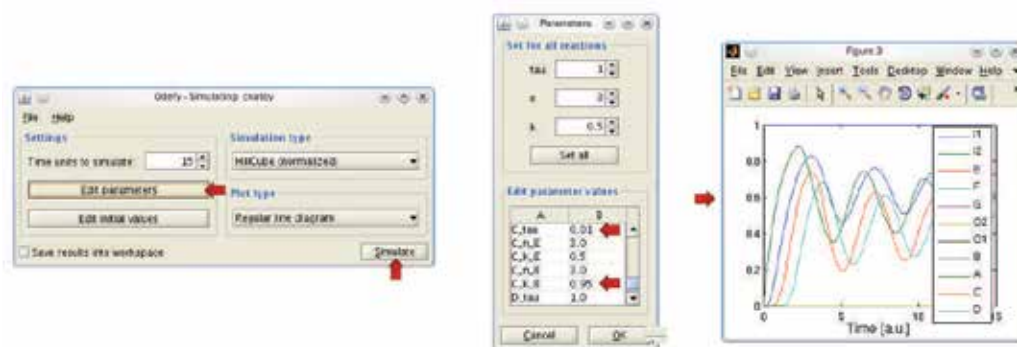 Odefy - Simulating: cnatoy
File Help
Settings
Time units to simulate: 15
Edit parameters
Edit initial values
Save results into workspace
Simulation type
HillCube (normalized)
Plot type
Regular line diagram
Simulate
Parameters
Set for all reactions
tau 1
n 3
k 0.5
Set all
Edit parameter values
A B
C_tau 0.01
C_n_E 3.0
C_k_E 0.5
3.0
0.95
D_tau 1.0
Cancel OK
Figure 3
File Edit View Insert Tools Desktop Window Help
1
0.8
0.6
0.4
0.2
0
0 5 10 15
Time [a.u.]
I1
I2
E
F
G
O2
O1
B
A
C
D